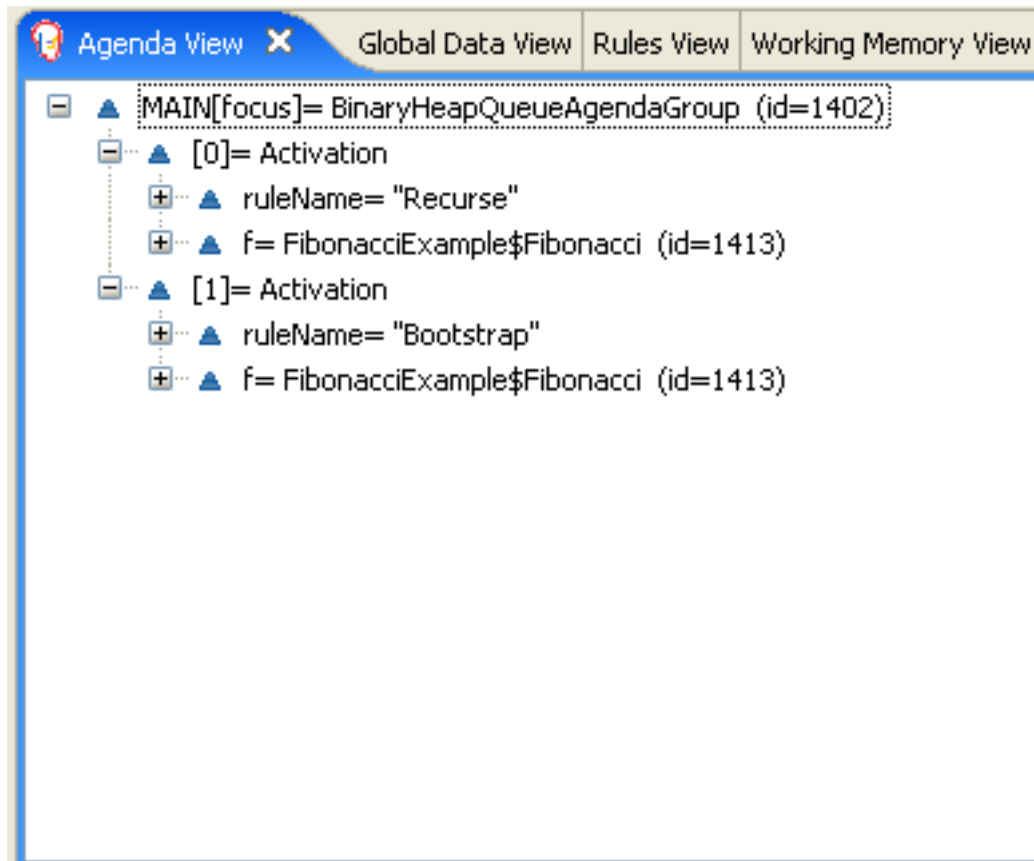 Agenda View Global Data View Rules View Working Memory View
MAIN[focus]= BinaryHeapQueueAgendaGroup (id=1402)
[0]= Activation
ruleName= "Recurse"
f= FibonacciExample$Fibonacci (id=1413)
[1]= Activation
ruleName= "Bootstrap"
f= FibonacciExample$Fibonacci (id=1413)